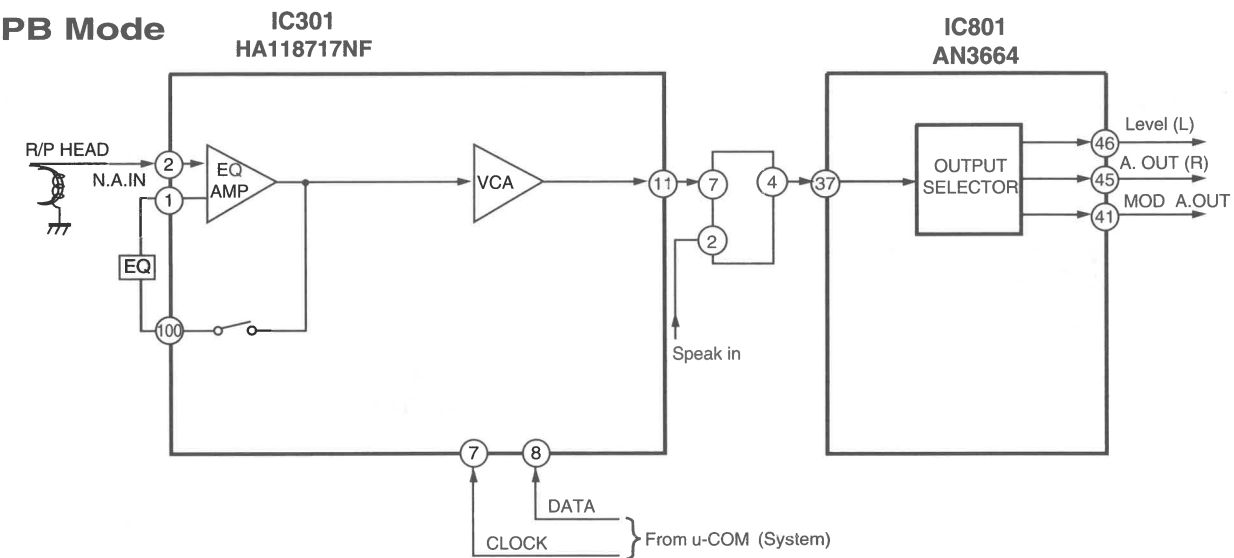 PB Mode
IC301
HA118717NF
IC801
AN3664
R/P HEAD
N.A.IN
2
1
EQ
AMP
VCA
11
7
4
2
37
OUTPUT
SELECTOR
46
Level (L)
45
A. OUT (R)
41
MOD A.OUT
EQ
100
Speak in
7
8
DATA
CLOCK
From u-COM (System)